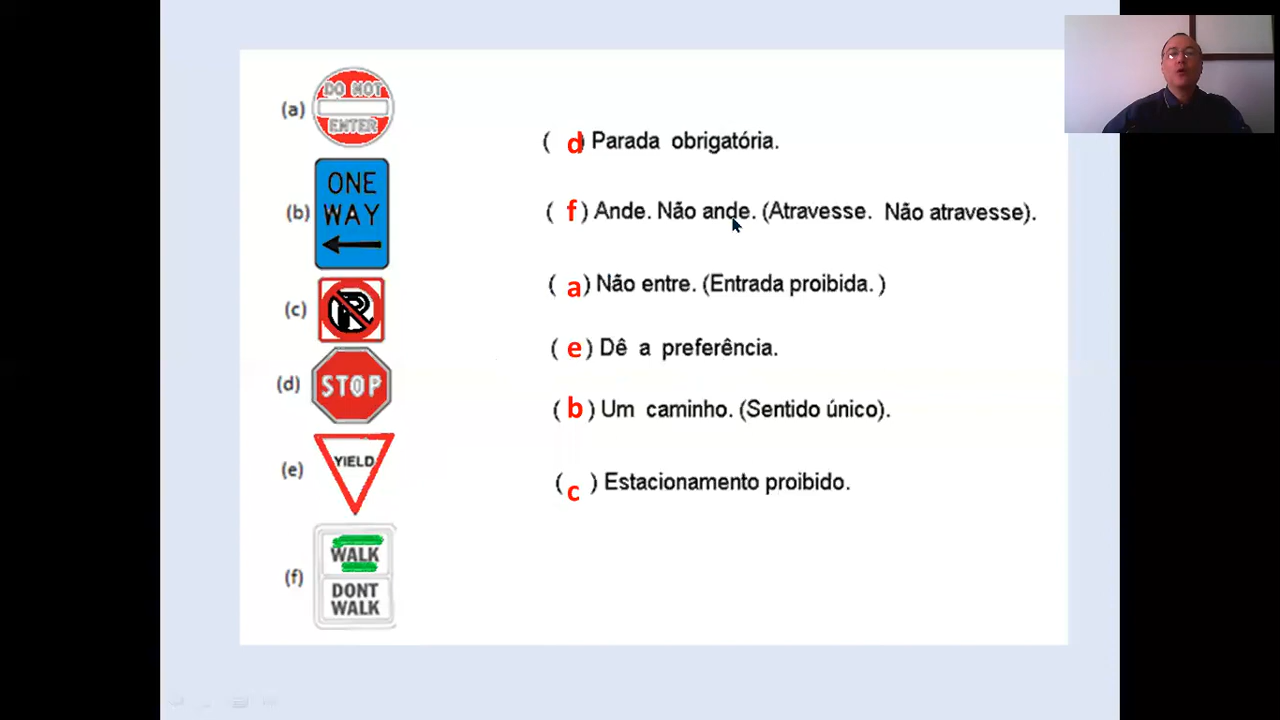 (a) DO NOT
ENTER
(b) ONE
WAY
(c) P
(d) STOP
(e) YIELD
(f) WALK
DONT
WALK
( d ) Parada obrigatória.
( f ) Ande. Não ande. (Atravesse. Não atravesse).
( a ) Não entre. (Entrada proibida. )
( e ) Dê a preferência.
( b ) Um caminho. (Sentido único).
( c ) Estacionamento proibido.